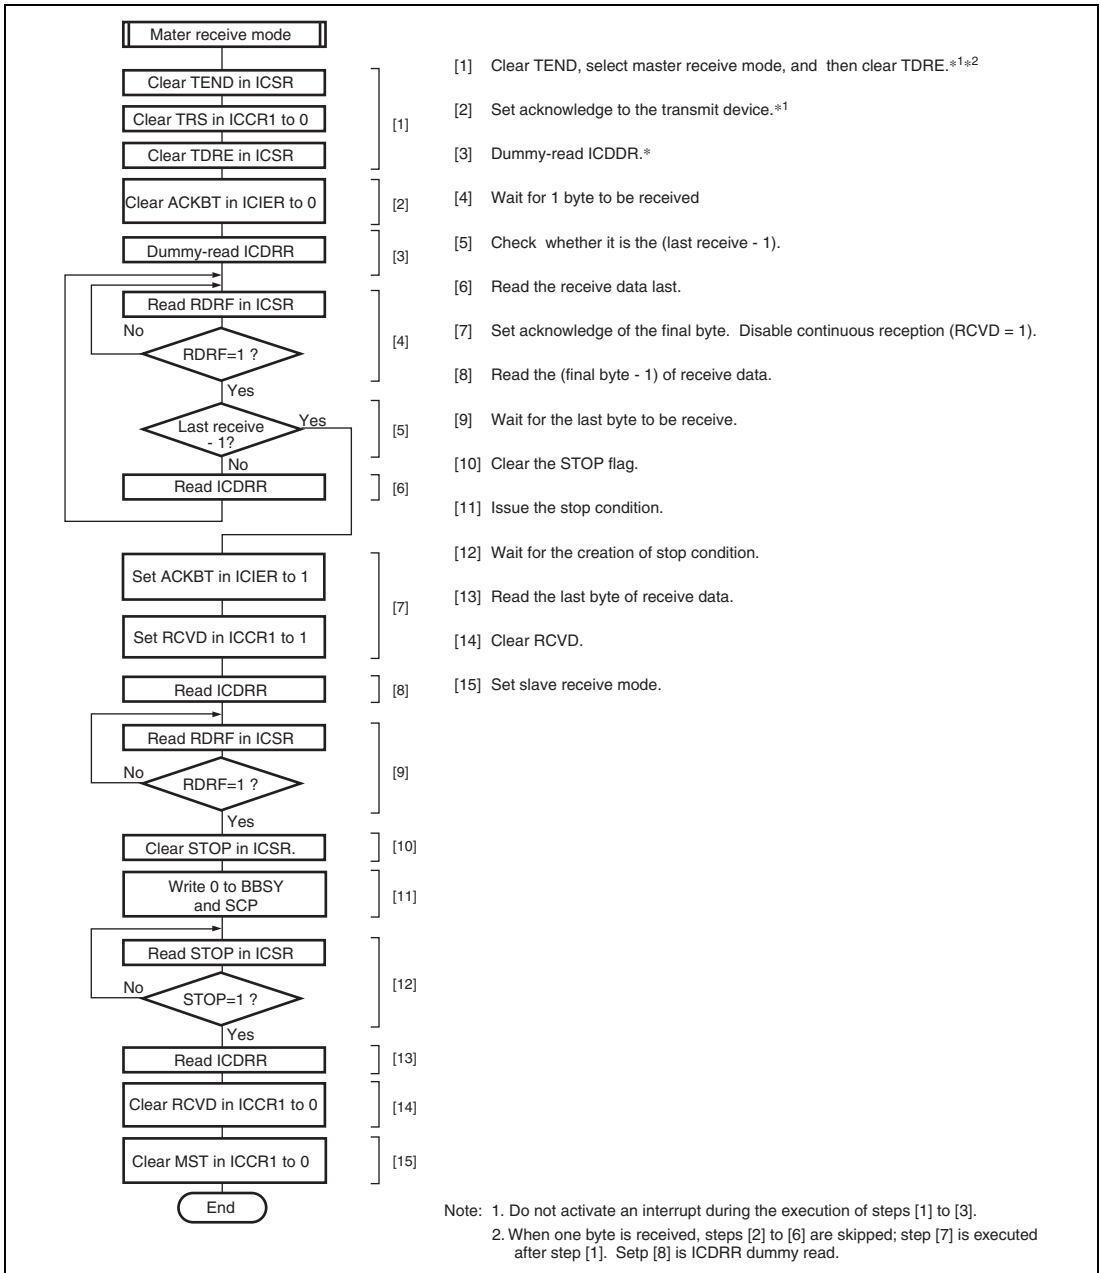 Mater receive mode
Clear TEND in ICSR
Clear TRS in ICCR1 to 0
[1]
Clear TDRE in ICSR
Clear ACKBT in ICIER to 0
[2]
Dummy-read ICDRR
[3]
Read RDRF in ICSR
No
RDRF=1 ?
[4]
Yes
Last receive
- 1?
Yes
[5]
No
Read ICDRR
[6]
Set ACKBT in ICIER to 1
[7]
Set RCVD in ICCR1 to 1
Read ICDRR
[8]
Read RDRF in ICSR
No
RDRF=1 ?
[9]
Yes
Clear STOP in ICSR.
[10]
Write 0 to BBSY
and SCP
[11]
Read STOP in ICSR
No
STOP=1 ?
[12]
Yes
Read ICDRR
[13]
Clear RCVD in ICCR1 to 0
[14]
Clear MST in ICCR1 to 0
[15]
End
[1] Clear TEND, select master receive mode, and then clear TDRE.*1*2
[2] Set acknowledge to the transmit device.*1
[3] Dummy-read ICDDR.*
[4] Wait for 1 byte to be received
[5] Check whether it is the (last receive - 1).
[6] Read the receive data last.
[7] Set acknowledge of the final byte. Disable continuous reception (RCVD = 1).
[8] Read the (final byte - 1) of receive data.
[9] Wait for the last byte to be receive.
[10] Clear the STOP flag.
[11] Issue the stop condition.
[12] Wait for the creation of stop condition.
[13] Read the last byte of receive data.
[14] Clear RCVD.
[15] Set slave receive mode.
Note: 1. Do not activate an interrupt during the execution of steps [1] to [3].
2. When one byte is received, steps [2] to [6] are skipped; step [7] is executed
after step [1]. Setp [8] is ICDRR dummy read.